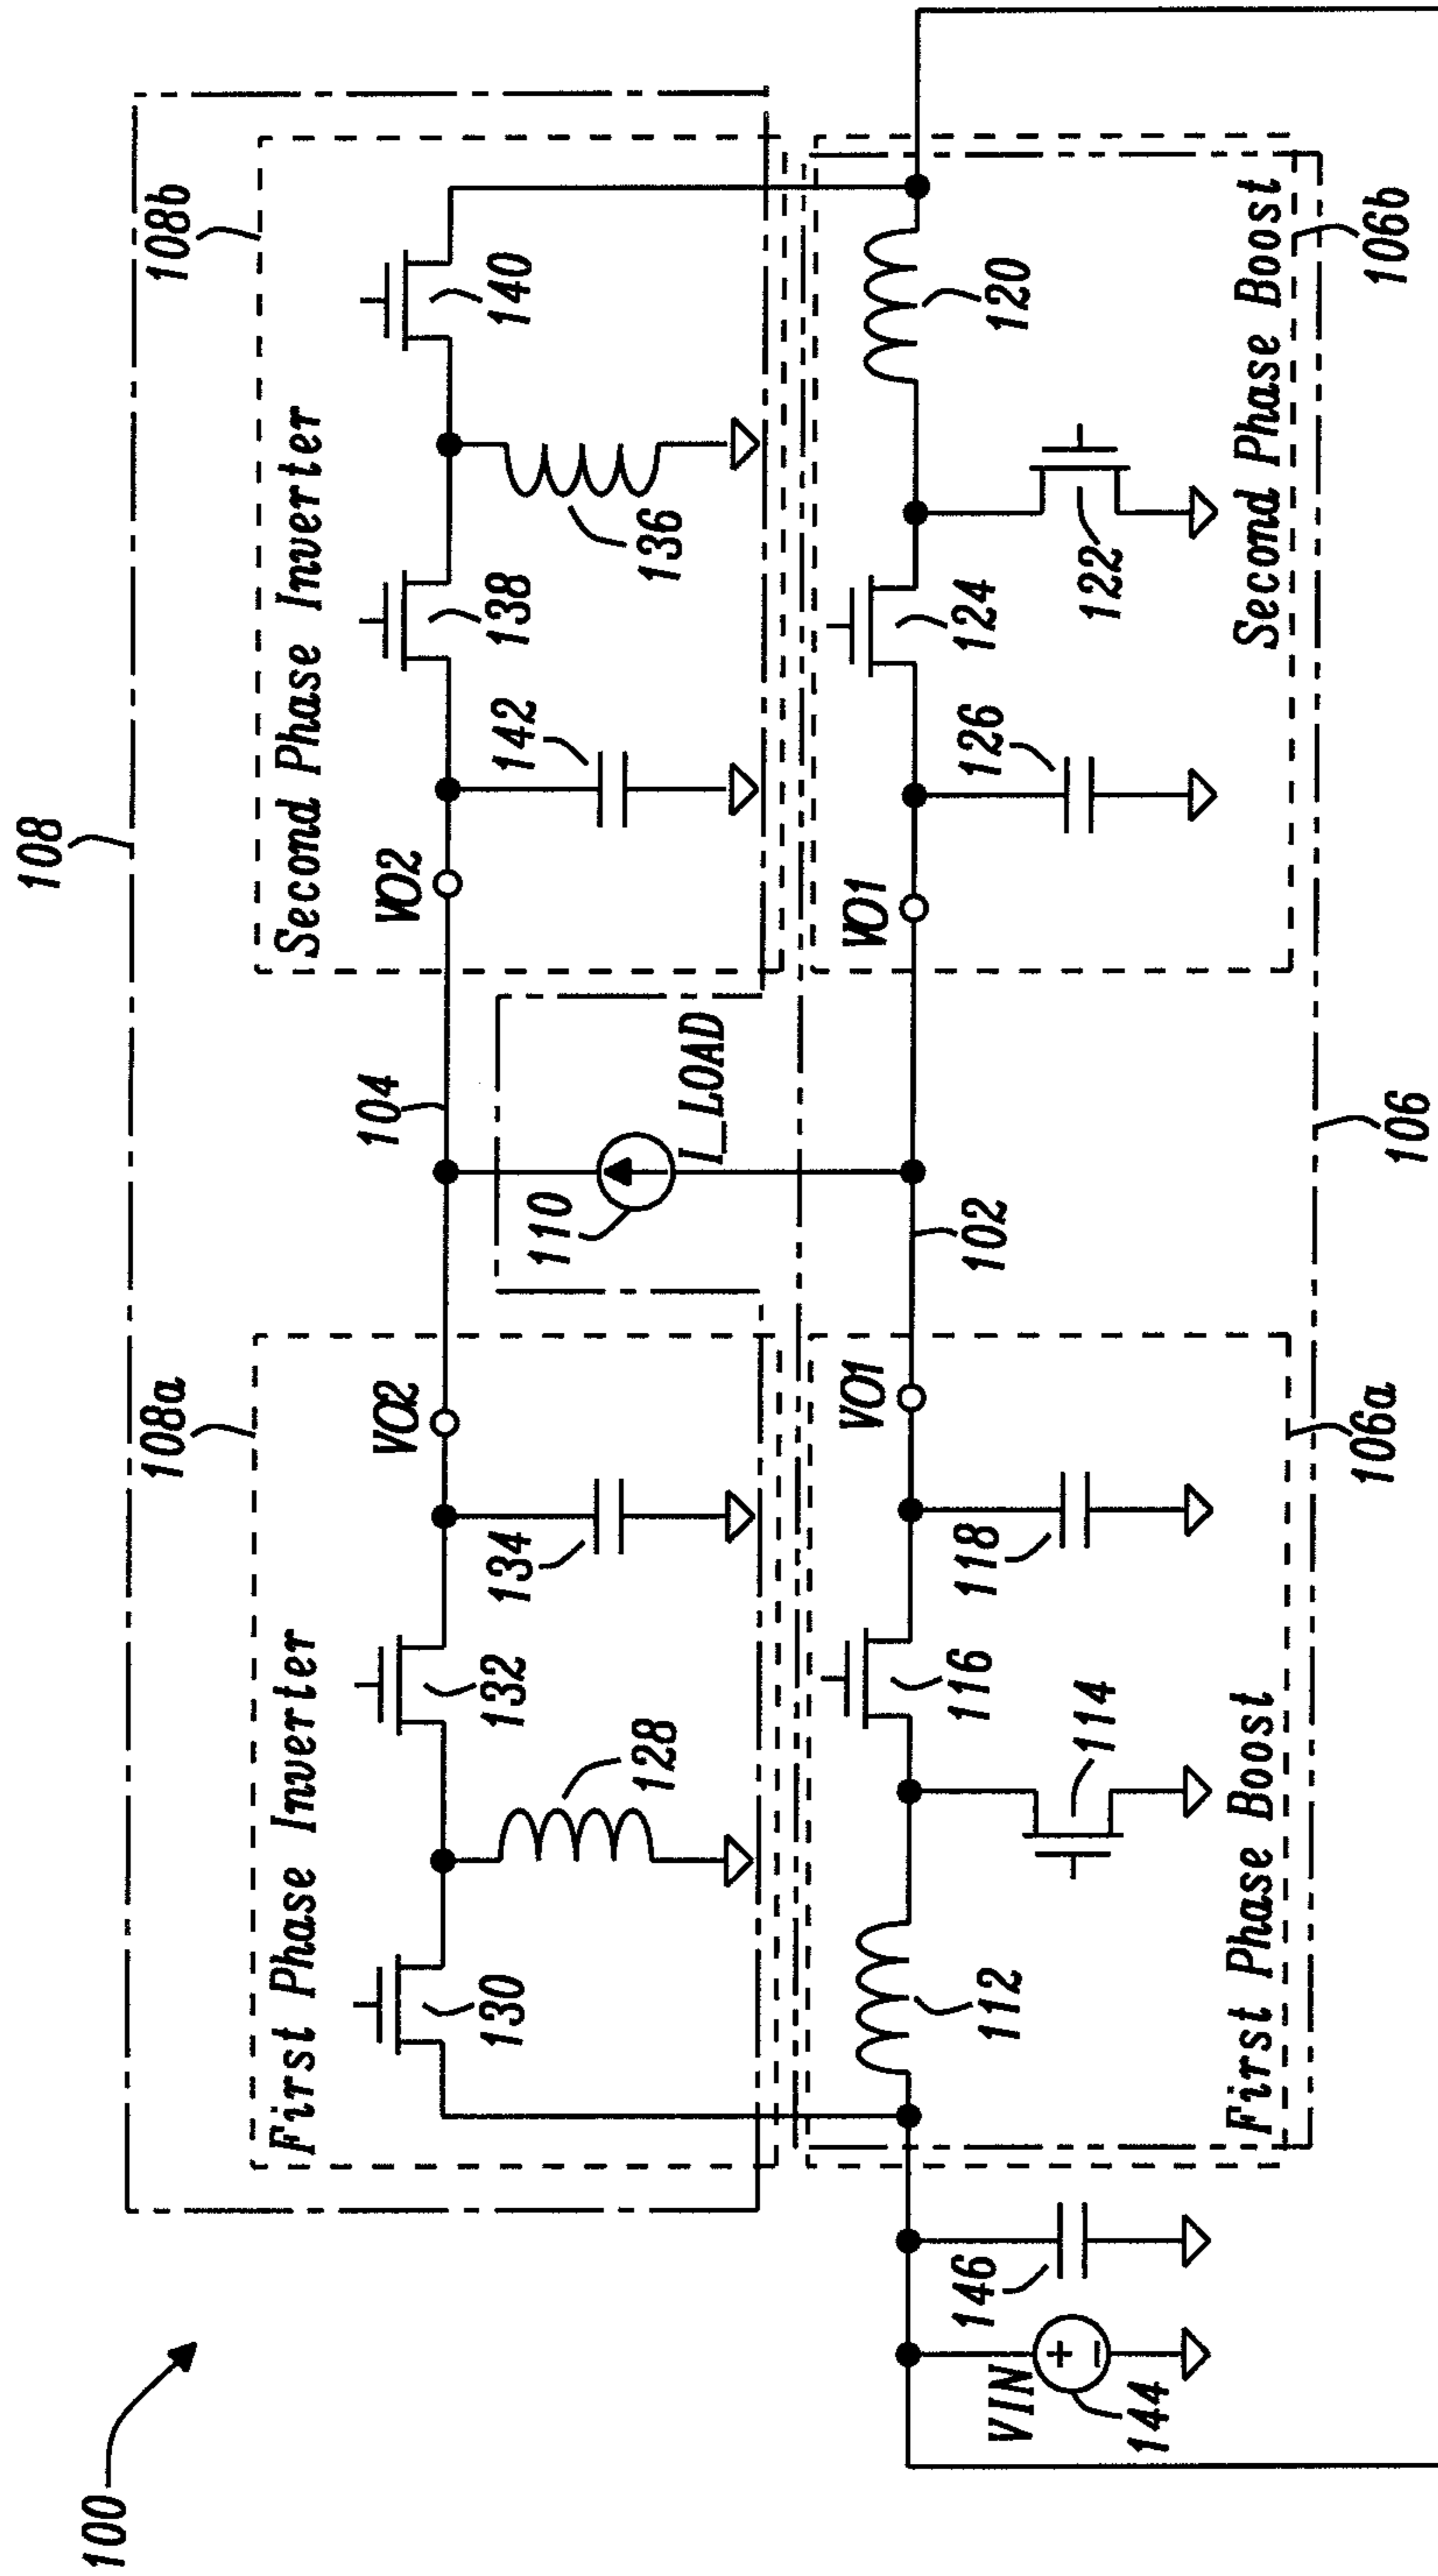 100
108
108a
108b
First Phase Inverter
Second Phase Inverter
130
132
128
134
VO2
104
VO2
142
138
136
140
110
I_LOAD
VIN
144
146
112
116
114
118
VO1
102
VO1
126
124
122
120
First Phase Boost
Second Phase Boost
106a
106
106b